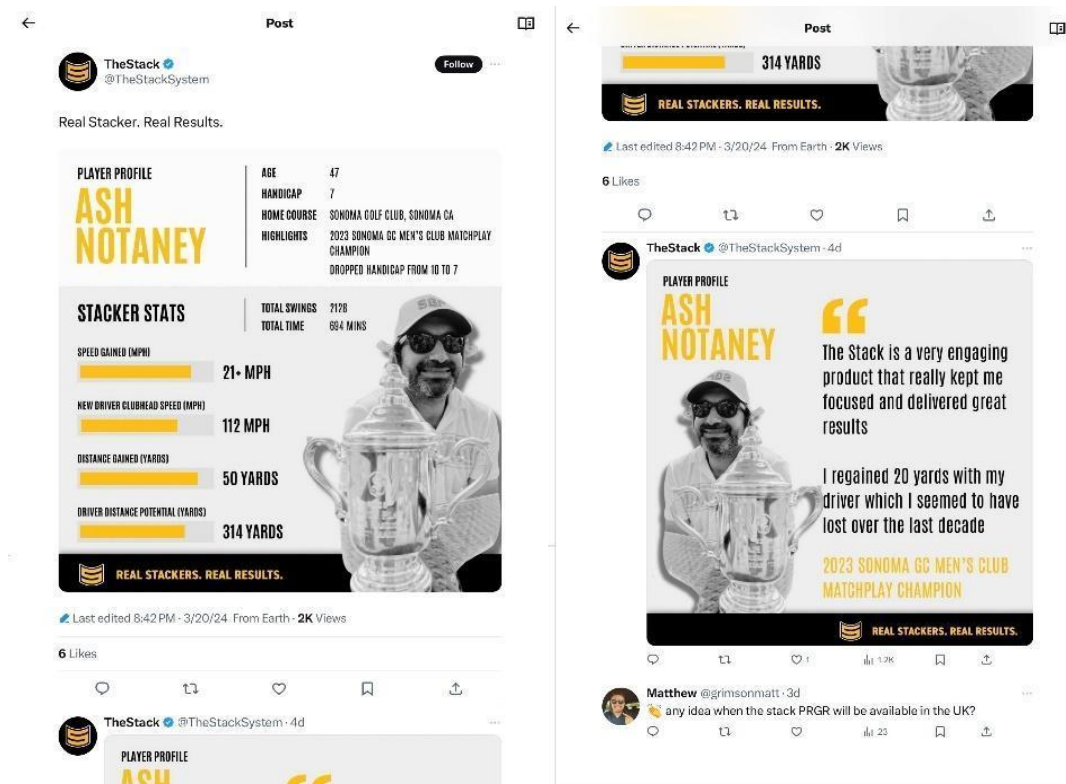 Post
TheStack
@TheStackSystem
Follow
Real Stacker. Real Results.
PLAYER PROFILE
ASH
NOTANEY
AGE 47
HANDICAP 7
HOME COURSE SONOMA GOLF CLUB, SONOMA CA
HIGHLIGHTS 2023 SONOMA GC MEN'S CLUB MATCHPLAY
CHAMPION
DROPPED HANDICAP FROM 10 TO 7
STACKER STATS
TOTAL SWINGS 2128
TOTAL TIME 694 MINS
SPEED GAINED (MPH)
21+ MPH
NEW DRIVER CLUBHEAD SPEED (MPH)
112 MPH
DISTANCE GAINED (YARDS)
50 YARDS
DRIVER DISTANCE POTENTIAL (YARDS)
314 YARDS
REAL STACKERS. REAL RESULTS.
Last edited 8:42 PM · 3/20/24 From Earth · 2K Views
6 Likes
TheStack @TheStackSystem · 4d
PLAYER PROFILE
ASH
Post
314 YARDS
REAL STACKERS. REAL RESULTS.
Last edited 8:42 PM · 3/20/24 From Earth · 2K Views
6 Likes
TheStack @TheStackSystem · 4d
PLAYER PROFILE
ASH
NOTANEY
The Stack is a very engaging
product that really kept me
focused and delivered great
results
I regained 20 yards with my
driver which I seemed to have
lost over the last decade
2023 SONOMA GC MEN'S CLUB
MATCHPLAY CHAMPION
REAL STACKERS. REAL RESULTS.
1 1.2K
Matthew @grimsonmatt · 3d
👏 any idea when the stack PRGR will be available in the UK?
23